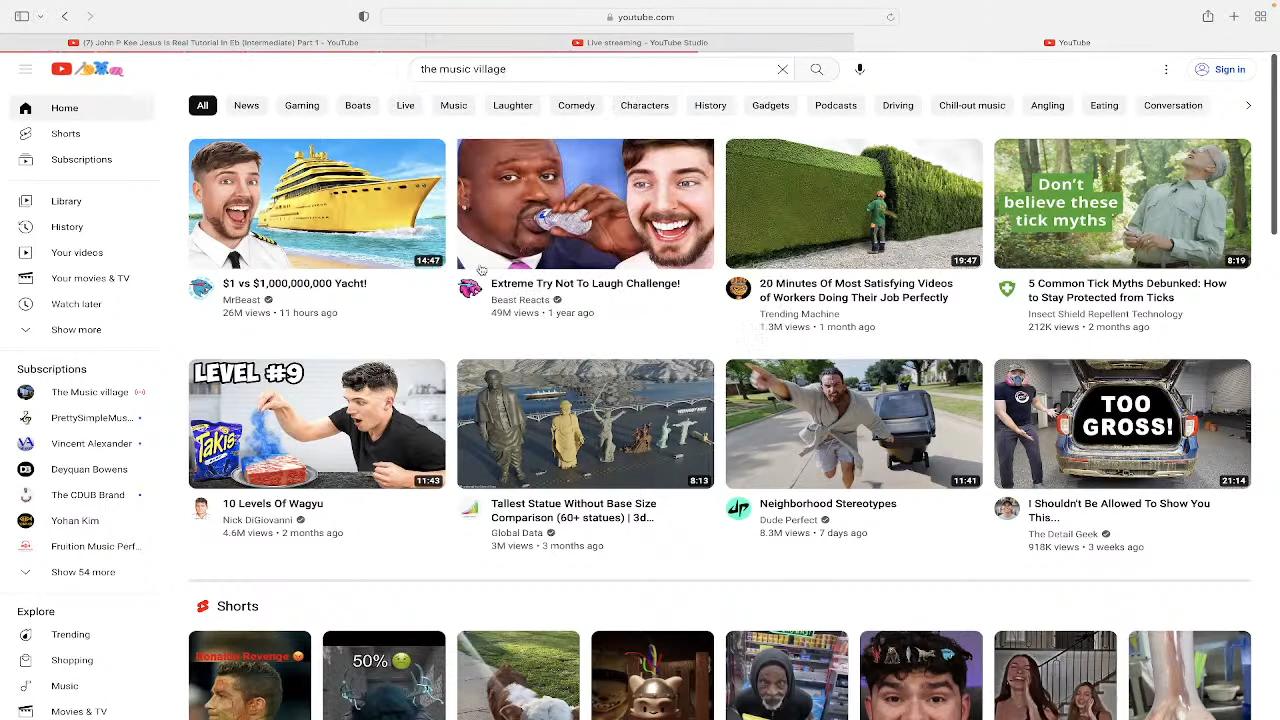 youtube.com
(7) John P Kee Jesus Is Real Tutorial In Eb (Intermediate) Part 1 - YouTube
Live streaming - YouTube Studio
YouTube
the music village
Sign in
All
News
Gaming
Boats
Live
Music
Laughter
Comedy
Characters
History
Gadgets
Podcasts
Driving
Chill-out music
Angling
Eating
Conversation
Home
Shorts
Subscriptions
Library
History
Your videos
Your movies & TV
Watch later
Show more
Subscriptions
The Music village
PrettySimpleMus...
Vincent Alexander
Deyquan Bowens
The CDUB Brand
Yohan Kim
Fruition Music Perf...
Show 54 more
Explore
Trending
Shopping
Music
Movies & TV
14:47
$1 vs $1,000,000,000 Yacht!
MrBeast
26M views • 11 hours ago
Extreme Try Not To Laugh Challenge!
Beast Reacts
49M views • 1 year ago
19:47
20 Minutes Of Most Satisfying Videos
of Workers Doing Their Job Perfectly
Trending Machine
1.3M views • 1 month ago
Don't
believe these
tick myths
8:19
5 Common Tick Myths Debunked: How
to Stay Protected from Ticks
Insect Shield Repellent Technology
212K views • 2 months ago
LEVEL #9
Takis
11:43
10 Levels Of Wagyu
Nick DiGiovanni
4.6M views • 2 months ago
8:13
Tallest Statue Without Base Size
Comparison (60+ statues) | 3d...
Global Data
3M views • 3 months ago
11:41
dp
Neighborhood Stereotypes
Dude Perfect
8.3M views • 7 days ago
TOO
GROSS!
21:14
I Shouldn't Be Allowed To Show You
This...
The Detail Geek
918K views • 3 weeks ago
Shorts
Ronaldo Revenge
50%